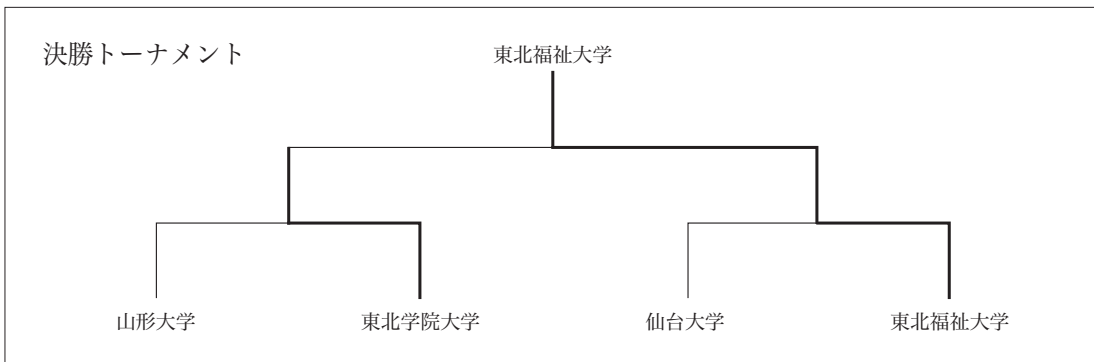 決勝トーナメント
東北福祉大学
山形大学
東北学院大学
仙台大学
東北福祉大学